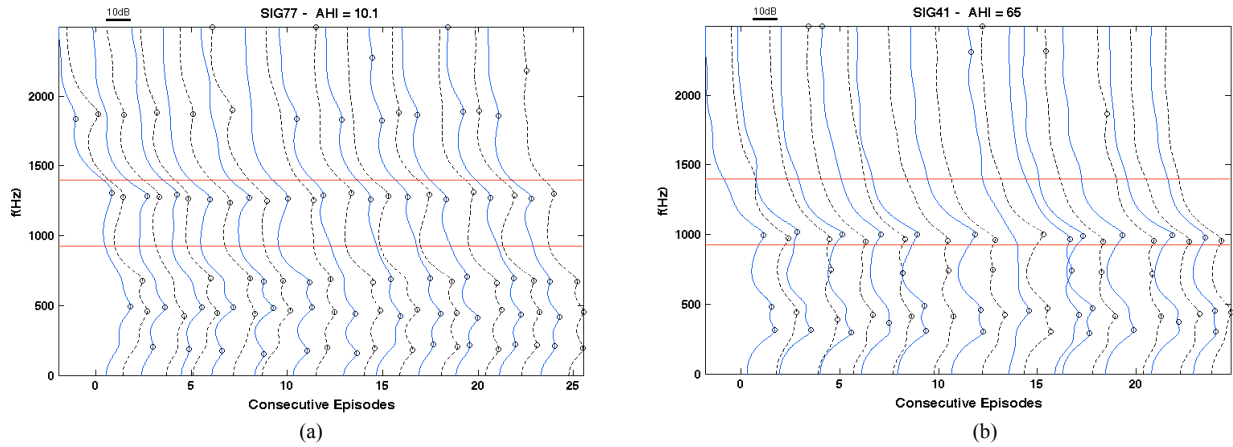 10dB
SIG77 - AHI = 10.1
2000
1500
1000
500
0
f(Hz)
0 5 10 15 20 25
Consecutive Episodes
(a)
10dB
SIG41 - AHI = 65
2000
1500
1000
500
0
f(Hz)
0 5 10 15 20
Consecutive Episodes
(b)